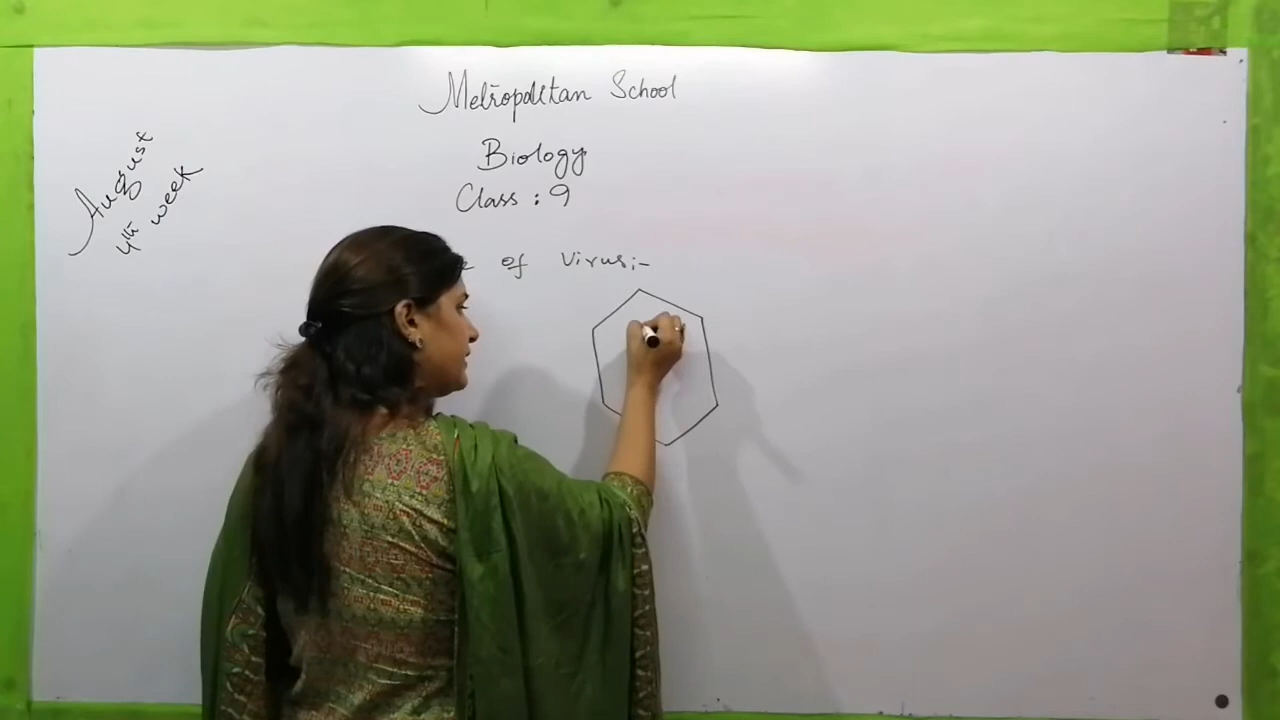 Metropolitan School
Biology
Class : 9
August
4th week
of Virus:-